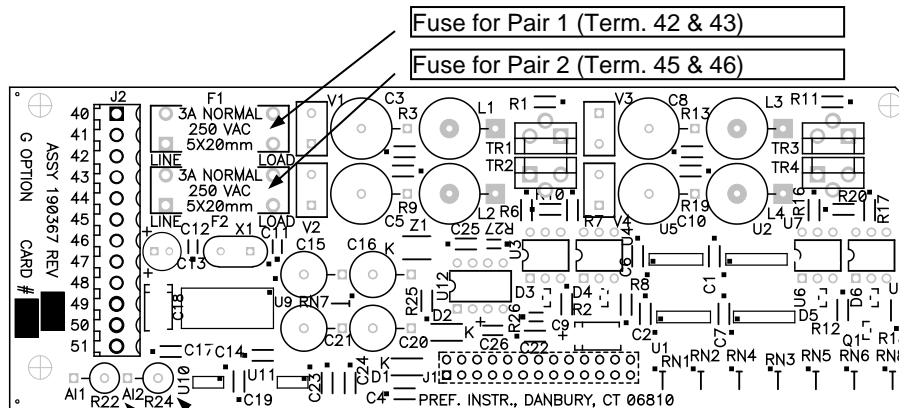 Fuse for Pair 1 (Term. 42 & 43)
Fuse for Pair 2 (Term. 45 & 46)
J2
F1
V1
C3
R3
L1
R1
V3
C8
R13
L3
R11
40
41
42
43
44
45
46
47
48
49
50
51
3A NORMAL
250 VAC
5X20mm
LINE
LOAD
3A NORMAL
250 VAC
5X20mm
LINE
F2
LOAD
TR1
TR2
TR3
TR4
ASSY 190367 REV
G OPTION CARD #
V2
R9
C5
L2
R6
R7
V4
R19
C10
L4
R16
R20
R17
C12
X1
C11
C13
C15
C16
K
Z1
C25
R27
U3
U4
C6
U5
C1
U2
U7
C18
U9
RN7
R25
U12
D2
D3
D4
R2
R8
U6
D5
D6
R12
C21
C20
K
C26
R26
C22
C9
C2
U1
C7
Q1
C17
C14
U10
U11
C19
C23
C24
K
D1
C4
J1
RN1
RN2
RN4
RN3
RN5
RN6
RN8
AI1
R22
AI2
R24
PREF. INSTR., DANBURY, CT 06810